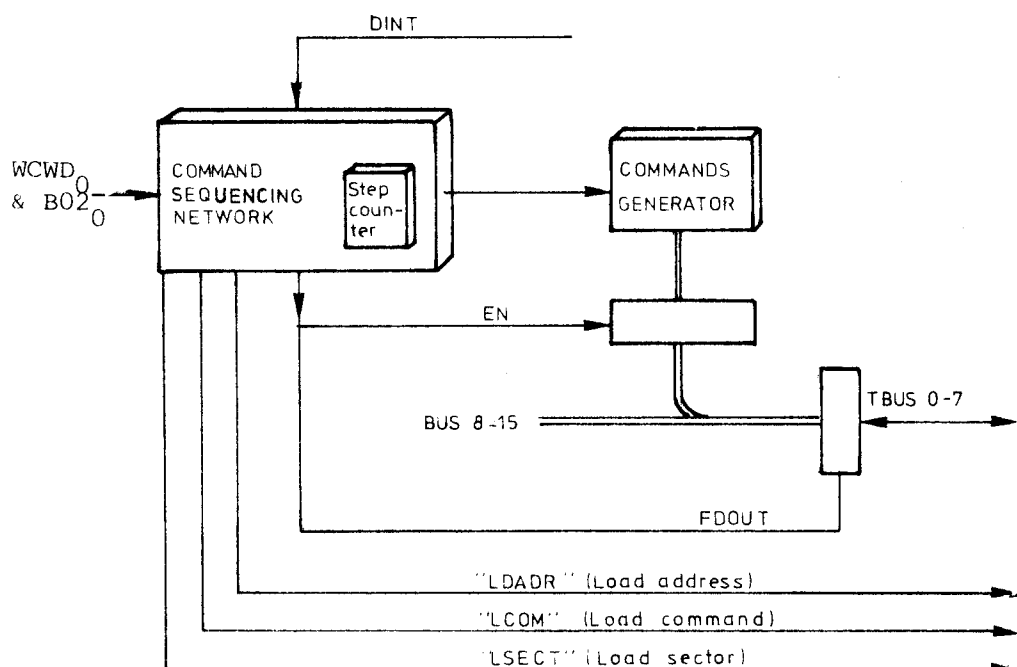 DINT
WCWD0
& B020
COMMAND
SEQUENCING
NETWORK
Step
coun-
ter
COMMANDS
GENERATOR
EN
BUS 8-15
TBUS 0-7
FDOUT
"LDADR" (Load address)
"LCOM" (Load command)
"LSECT" (Load sector)